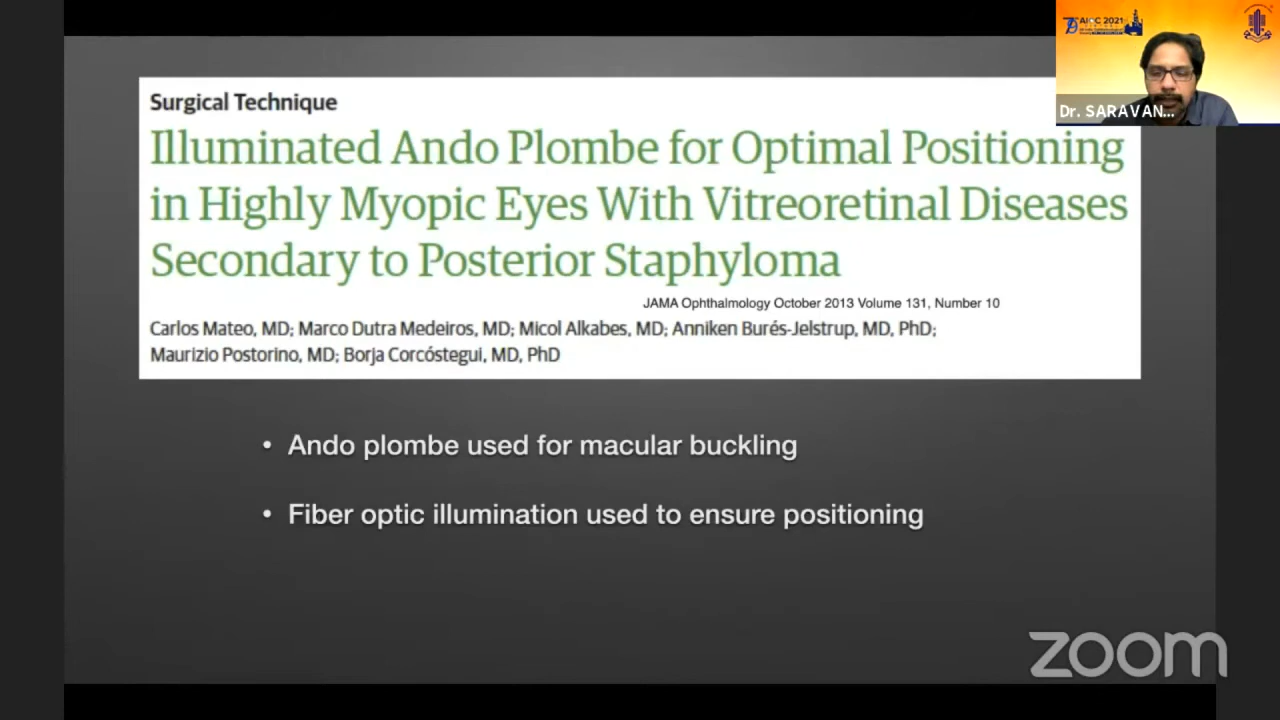 Surgical Technique
Illuminated Ando Plombe for Optimal Positioning
in Highly Myopic Eyes With Vitreoretinal Diseases
Secondary to Posterior Staphyloma
JAMA Ophthalmology October 2013 Volume 131, Number 10
Carlos Mateo, MD; Marco Dutra Medeiros, MD; Micol Alkabes, MD; Anniken Burés-Jelstrup, MD, PhD;
Maurizio Postorino, MD; Borja Corcóstegui, MD, PhD
• Ando plombe used for macular buckling
• Fiber optic illumination used to ensure positioning
AIOC 2021
Dr. SARAVAN...
zoom